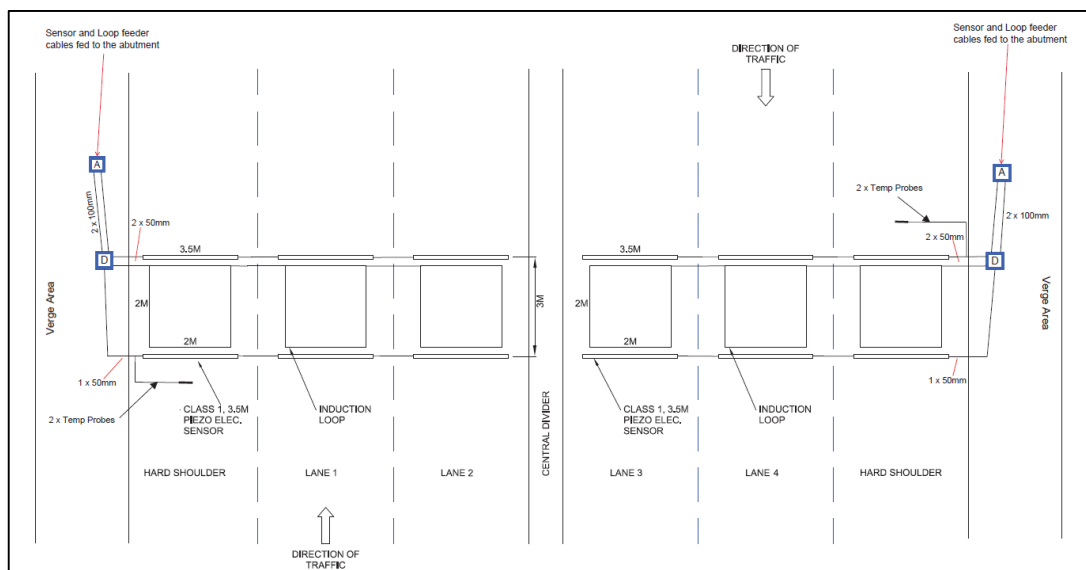 Sensor and Loop feeder
cables fed to the abutment
Sensor and Loop feeder
cables fed to the abutment
DIRECTION OF
TRAFFIC
A
A
2 x 100mm
2 x 100mm
2 x Temp Probes
2 x 50mm
2 x 50mm
D
D
3.5M
3.5M
Verge Area
Verge Area
2M
2M
3M
2M
2M
1 x 50mm
1 x 50mm
2 x Temp Probes
CLASS 1, 3.5M
PIEZO ELEC.
SENSOR
INDUCTION
LOOP
CENTRAL DIVIDER
CLASS 1, 3.5M
PIEZO ELEC.
SENSOR
INDUCTION
LOOP
HARD SHOULDER
LANE 1
LANE 2
LANE 3
LANE 4
HARD SHOULDER
DIRECTION OF
TRAFFIC